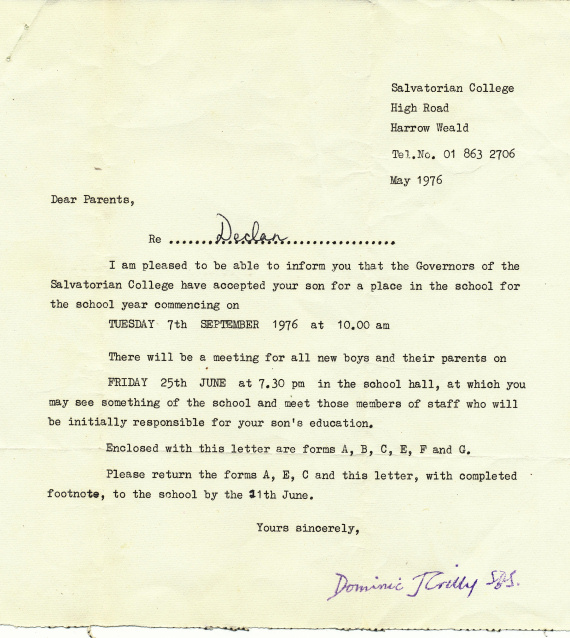 Salvatorian College
High Road
Harrow Weald
Tel.No. 01 863 2706
May 1976
Dear Parents,
Re ........Declan........................
I am pleased to be able to inform you that the Governors of the
Salvatorian College have accepted your son for a place in the school for
the school year commencing on
TUESDAY 7th SEPTEMBER 1976 at 10.00 am
There will be a meeting for all new boys and their parents on
FRIDAY 25th JUNE at 7.30 pm in the school hall, at which you
may see something of the school and meet those members of staff who will
be initially responsible for your son's education.
Enclosed with this letter are forms A, B, C, E, F and G.
Please return the forms A, E, C and this letter, with completed
footnote, to the school by the 21th June.
Yours sincerely,
Dominic J Crilly SDS.